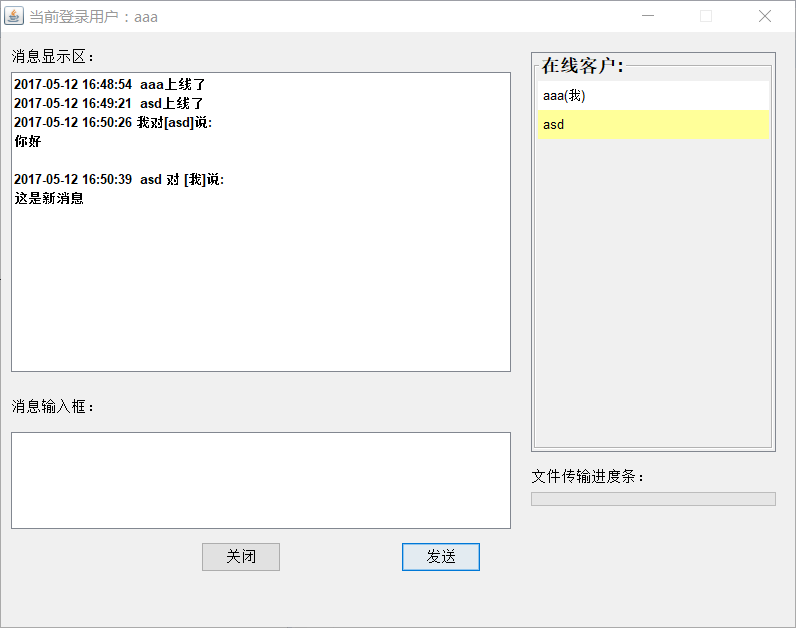 当前登录用户：aaa
消息显示区：
2017-05-12 16:48:54  aaa上线了
2017-05-12 16:49:21  asd上线了
2017-05-12 16:50:26 我对[asd]说:
你好
2017-05-12 16:50:39  asd 对 [我]说:
这是新消息
在线客户:
aaa(我)
asd
消息输入框：
文件传输进度条：
关闭
发送